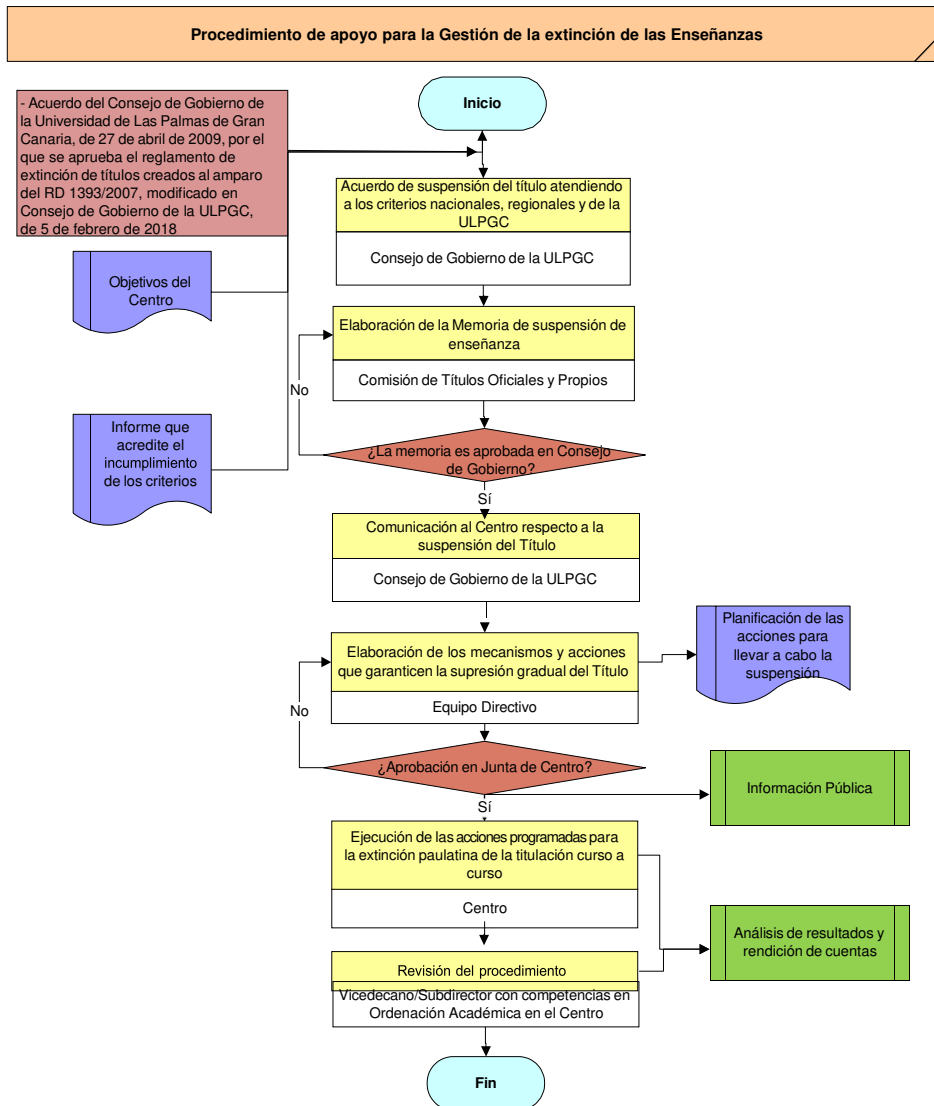 Procedimiento de apoyo para la Gestión de la extinción de las Enseñanzas
Inicio
- Acuerdo del Consejo de Gobierno de
la Universidad de Las Palmas de Gran
Canaria, de 27 de abril de 2009, por el
que se aprueba el reglamento de
extinción de títulos creados al amparo
del RD 1393/2007, modificado en
Consejo de Gobierno de la ULPGC,
de 5 de febrero de 2018
Acuerdo de suspensión del título atendiendo
a los criterios nacionales, regionales y de la
ULPGC
Consejo de Gobierno de la ULPGC
Objetivos del
Centro
Elaboración de la Memoria de suspensión de
enseñanza
Comisión de Títulos Oficiales y Propios
No
Informe que
acredite el
incumplimiento
de los criterios
¿La memoria es aprobada en Consejo
de Gobierno?
Sí
Comunicación al Centro respecto a la
suspensión del Título
Consejo de Gobierno de la ULPGC
Elaboración de los mecanismos y acciones
que garanticen la supresión gradual del Título
Equipo Directivo
Planificación de las
acciones para
llevar a cabo la
suspensión
No
¿Aprobación en Junta de Centro?
Sí
Información Pública
Ejecución de las acciones programadas para
la extinción paulatina de la titulación curso a
curso
Centro
Análisis de resultados y
rendición de cuentas
Revisión del procedimiento
Vicedecano/Subdirector con competencias en
Ordenación Académica en el Centro
Fin